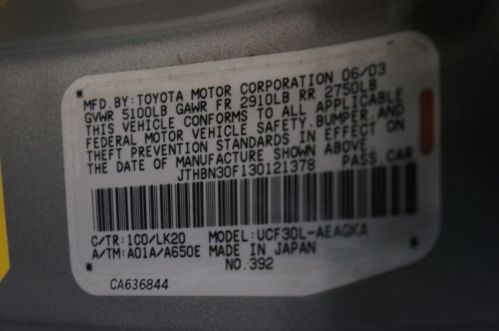 MFD.BY:TOYOTA MOTOR CORPORATION 06/03
GVWR 5100LB GAWR FR 2910LB RR 2750LB
THIS VEHICLE CONFORMS TO ALL APPLICABLE
FEDERAL MOTOR VEHICLE SAFETY, BUMPER, AND
THEFT PREVENTION STANDARDS IN EFFECT ON
THE DATE OF MANUFACTURE SHOWN ABOVE.
JTHBN30F130121378 PASS.CAR
C/TR:1C0/LK20 MODEL:UCF30L-AEAGKA
A/TM:A01A/A650E MADE IN JAPAN
NO.392
CA636844